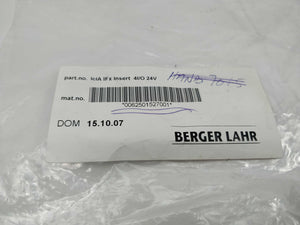 part.no. IclA IFx Insert 4I/O 24V
mat.no.
*0062501527001*
DOM 15.10.07
BERGER LAHR